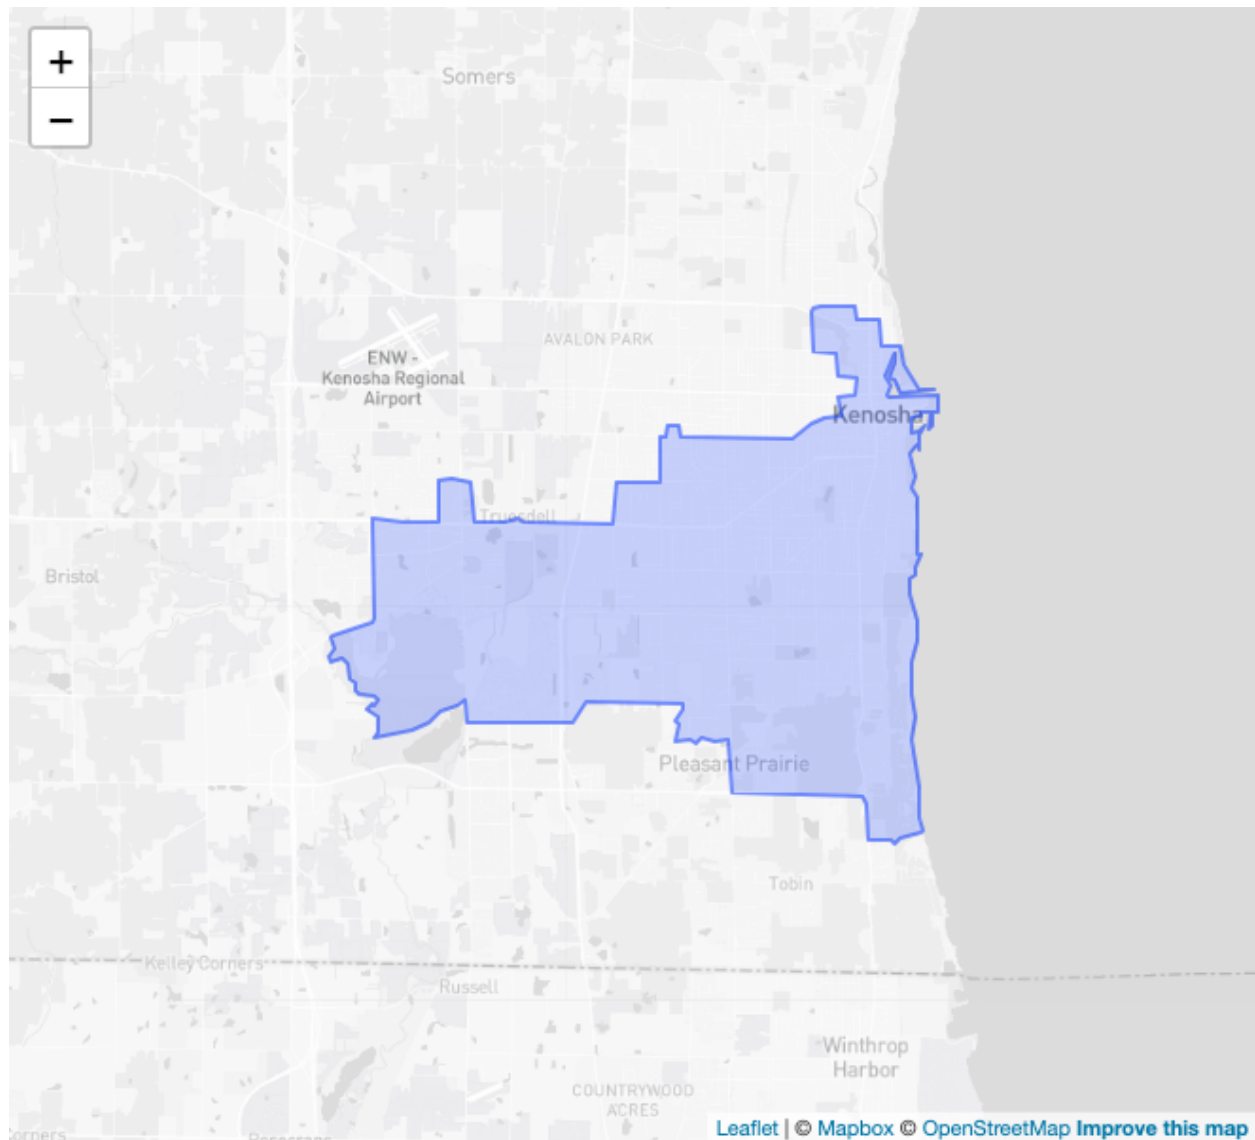 +
−
Somers
AVALON PARK
ENW -
Kenosha Regional
Airport
Kenosha
Truesdell
Bristol
Pleasant Prairie
Tobin
Kelley Corners
Russell
Winthrop
Harbor
COUNTRYWOOD
ACRES
Leaflet | © Mapbox © OpenStreetMap Improve this map